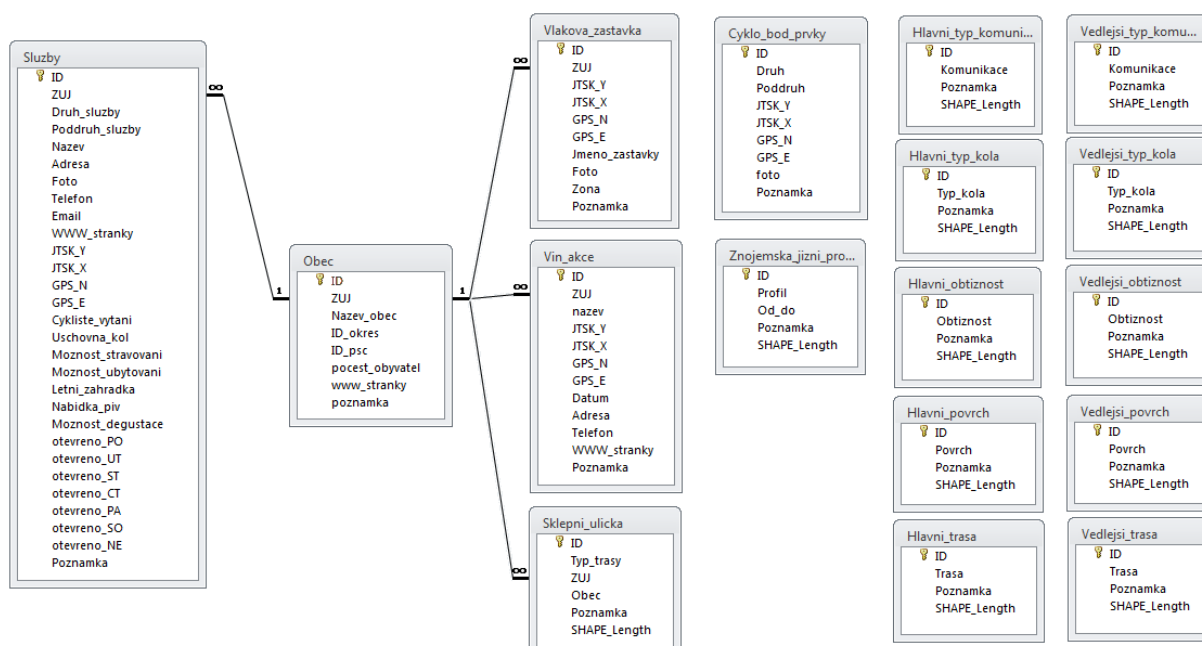 Sluzby
ID
ZUJ
Druh_sluzby
Poddruh_sluzby
Nazev
Adresa
Foto
Telefon
Email
WWW_stranky
JTSK_Y
JTSK_X
GPS_N
GPS_E
Cykliste_vytani
Uschovna_kol
Moznost_stravovani
Moznost_ubytovani
Letni_zahradka
Nabidka_piv
Moznost_degustace
otevreno_PO
otevreno_UT
otevreno_ST
otevreno_CT
otevreno_PA
otevreno_SO
otevreno_NE
Poznamka
∞
1
Obec
ID
ZUJ
Nazev_obec
ID_okres
ID_psc
pocest_obyvatel
www_stranky
poznamka
1
∞
∞
∞
Vlakova_zastavka
ID
ZUJ
JTSK_Y
JTSK_X
GPS_N
GPS_E
Jmeno_zastavky
Foto
Zona
Poznamka
Vin_akce
ID
ZUJ
nazev
JTSK_Y
JTSK_X
GPS_N
GPS_E
Datum
Adresa
Telefon
WWW_stranky
Poznamka
Sklepni_ulicka
ID
Typ_trasy
ZUJ
Obec
Poznamka
SHAPE_Length
Cyklo_bod_prvky
ID
Druh
Poddruh
JTSK_Y
JTSK_X
GPS_N
GPS_E
foto
Poznamka
Znojemska_jizni_pro...
ID
Profil
Od_do
Poznamka
SHAPE_Length
Hlavni_typ_komuni...
ID
Komunikace
Poznamka
SHAPE_Length
Hlavni_typ_kola
ID
Typ_kola
Poznamka
SHAPE_Length
Hlavni_obtiznost
ID
Obtiznost
Poznamka
SHAPE_Length
Hlavni_povrch
ID
Povrch
Poznamka
SHAPE_Length
Hlavni_trasa
ID
Trasa
Poznamka
SHAPE_Length
Vedlejsi_typ_komu...
ID
Komunikace
Poznamka
SHAPE_Length
Vedlejsi_typ_kola
ID
Typ_kola
Poznamka
SHAPE_Length
Vedlejsi_obtiznost
ID
Obtiznost
Poznamka
SHAPE_Length
Vedlejsi_povrch
ID
Povrch
Poznamka
SHAPE_Length
Vedlejsi_trasa
ID
Trasa
Poznamka
SHAPE_Length